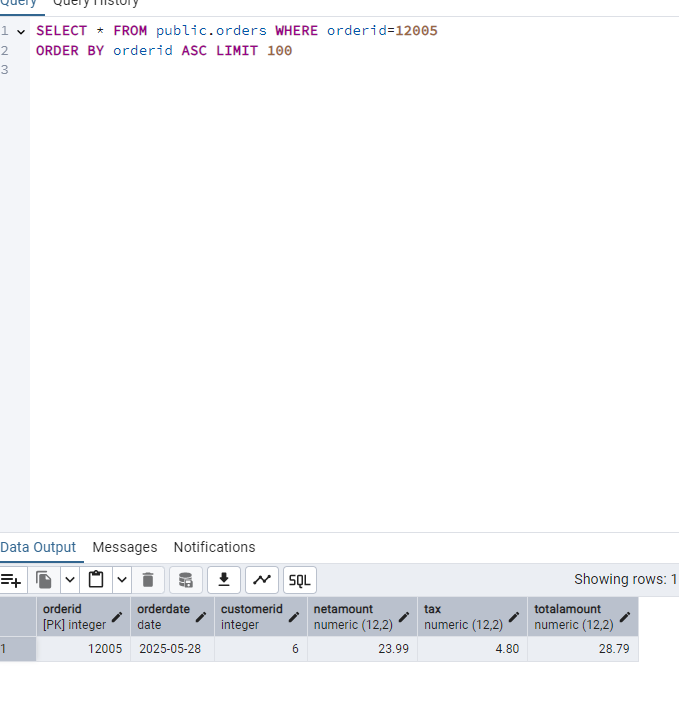 Query Query History
1 SELECT * FROM public.orders WHERE orderid=12005
2 ORDER BY orderid ASC LIMIT 100
3
Data Output Messages Notifications
SQL Showing rows: 1
orderid orderdate customerid netamount tax totalamount
[PK] integer date integer numeric (12,2) numeric (12,2) numeric (12,2)
1 12005 2025-05-28 6 23.99 4.80 28.79